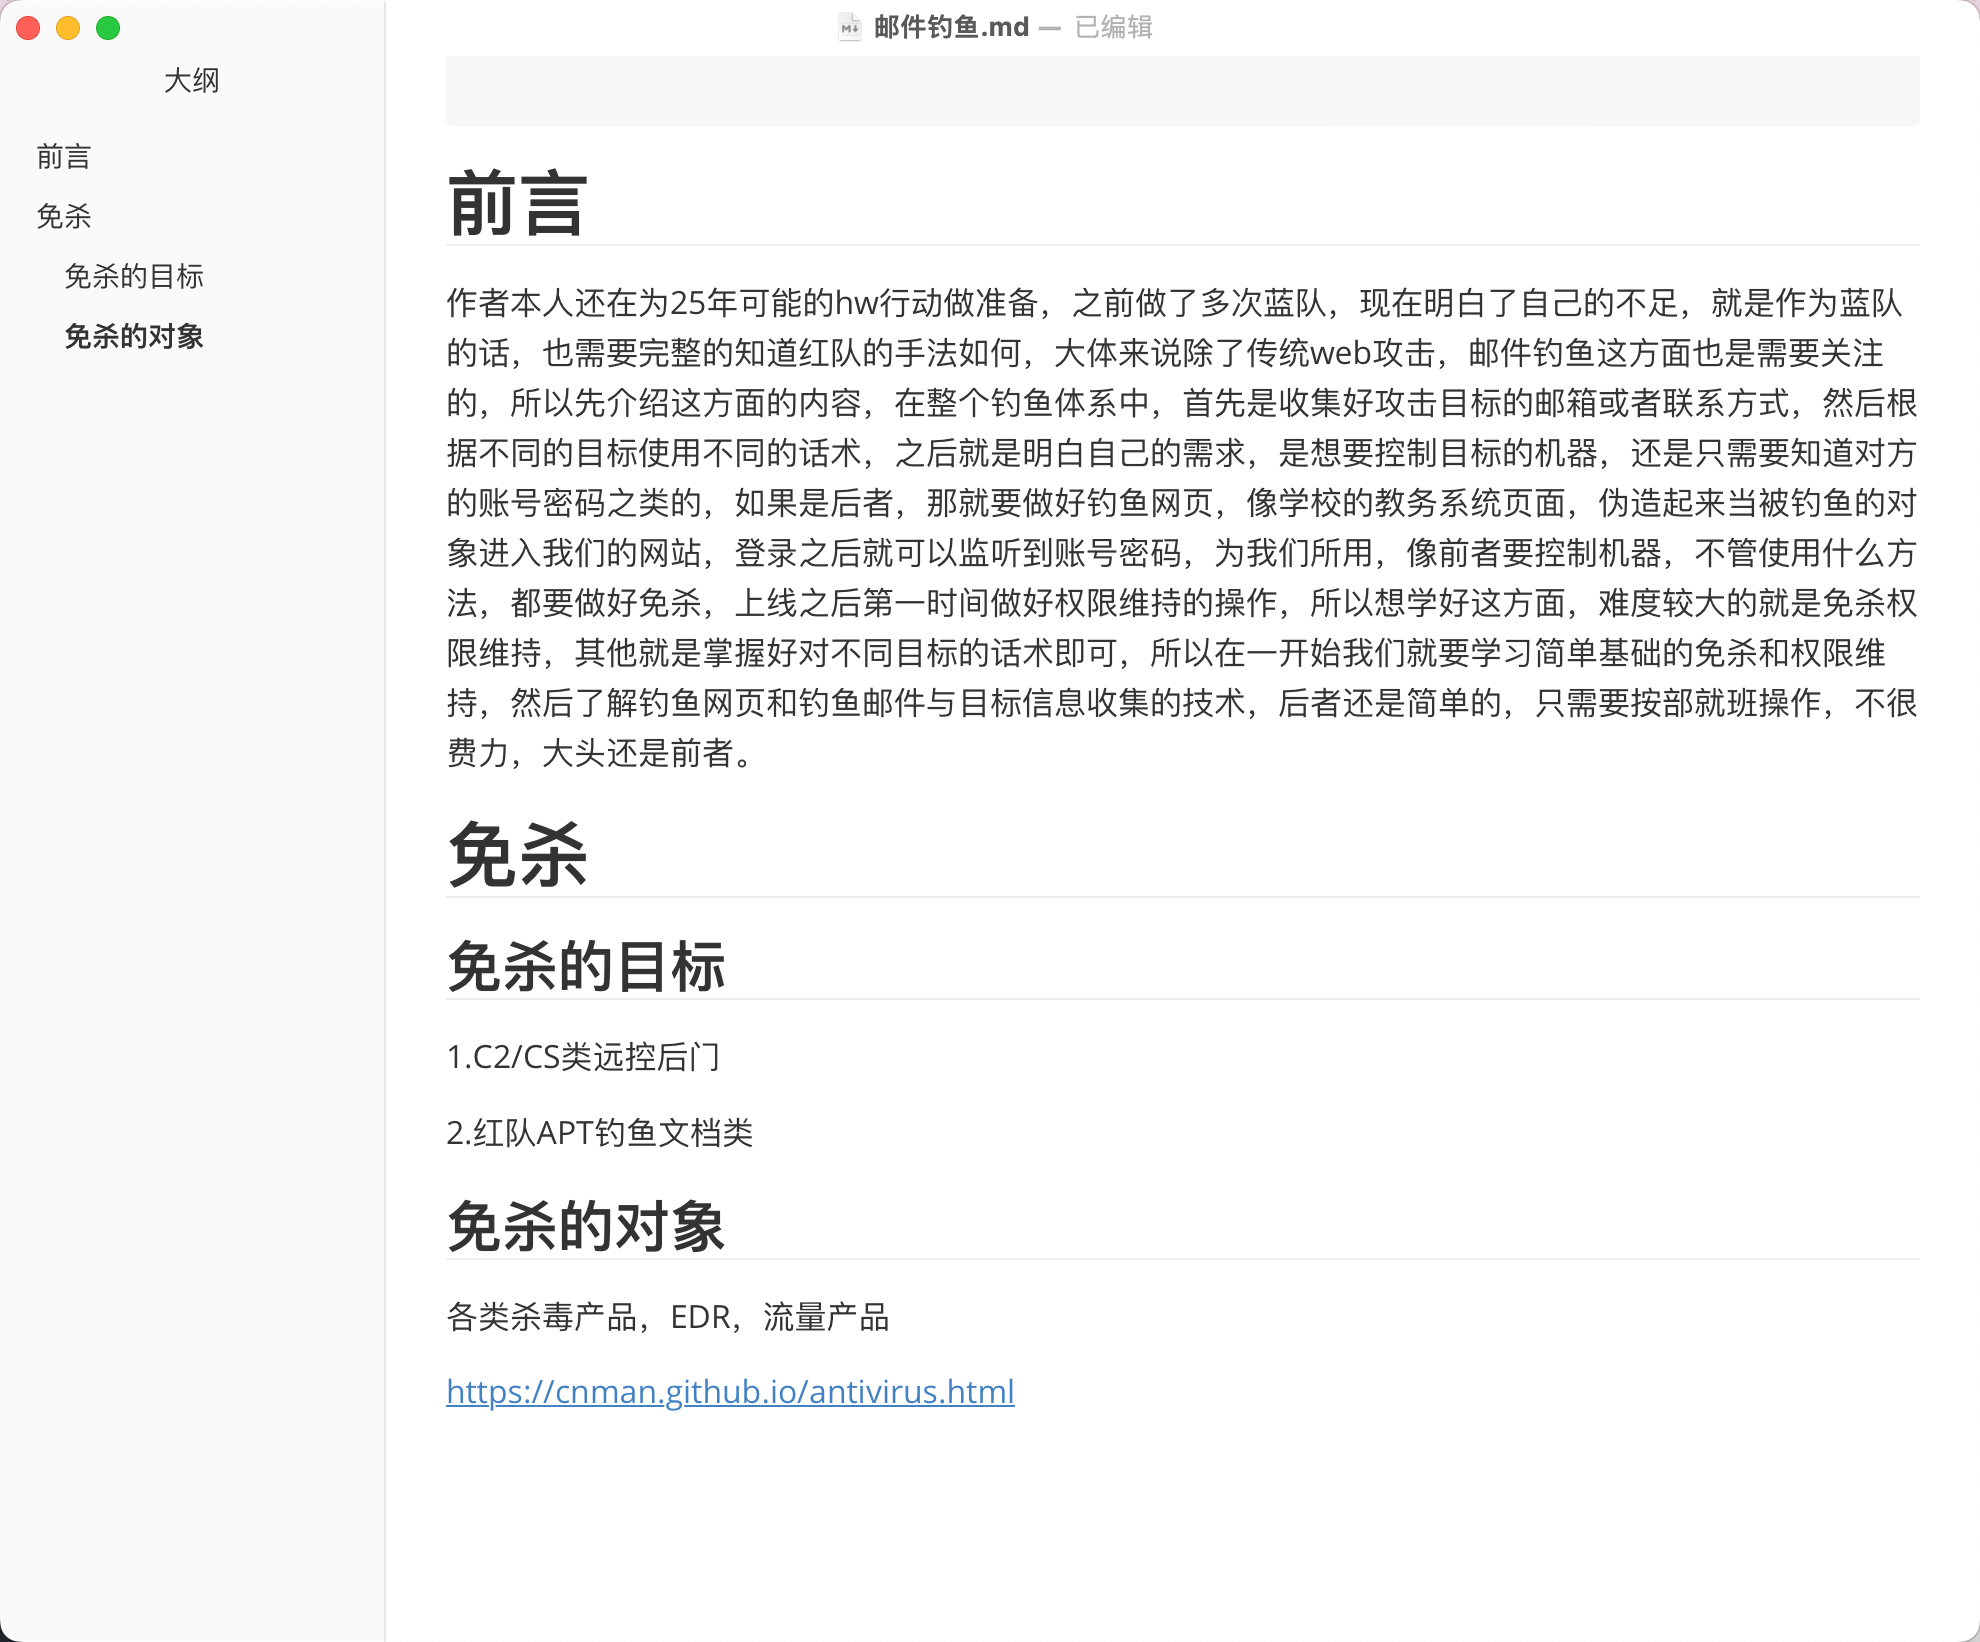 邮件钓鱼.md — 已编辑
大纲
前言
免杀
免杀的目标
免杀的对象
前言
作者本人还在为25年可能的hw行动做准备，之前做了多次蓝队，现在明白了自己的不足，就是作为蓝队
的话，也需要完整的知道红队的手法如何，大体来说除了传统web攻击，邮件钓鱼这方面也是需要关注
的，所以先介绍这方面的内容，在整个钓鱼体系中，首先是收集好攻击目标的邮箱或者联系方式，然后根
据不同的目标使用不同的话术，之后就是明白自己的需求，是想要控制目标的机器，还是只需要知道对方
的账号密码之类的，如果是后者，那就要做好钓鱼网页，像学校的教务系统页面，伪造起来当被钓鱼的对
象进入我们的网站，登录之后就可以监听到账号密码，为我们所用，像前者要控制机器，不管使用什么方
法，都要做好免杀，上线之后第一时间做好权限维持的操作，所以想学好这方面，难度较大的就是免杀权
限维持，其他就是掌握好对不同目标的话术即可，所以在一开始我们就要学习简单基础的免杀和权限维
持，然后了解钓鱼网页和钓鱼邮件与目标信息收集的技术，后者还是简单的，只需要按部就班操作，不很
费力，大头还是前者。
免杀
免杀的目标
1.C2/CS类远控后门
2.红队APT钓鱼文档类
免杀的对象
各类杀毒产品，EDR，流量产品
https://cnman.github.io/antivirus.html